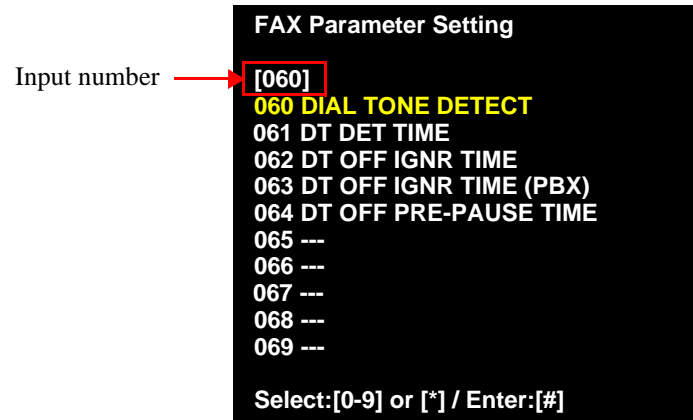 FAX Parameter Setting
Input number
[060]
060 DIAL TONE DETECT
061 DT DET TIME
062 DT OFF IGNR TIME
063 DT OFF IGNR TIME (PBX)
064 DT OFF PRE-PAUSE TIME
065 ---
066 ---
067 ---
068 ---
069 ---
Select:[0-9] or [*] / Enter:[#]